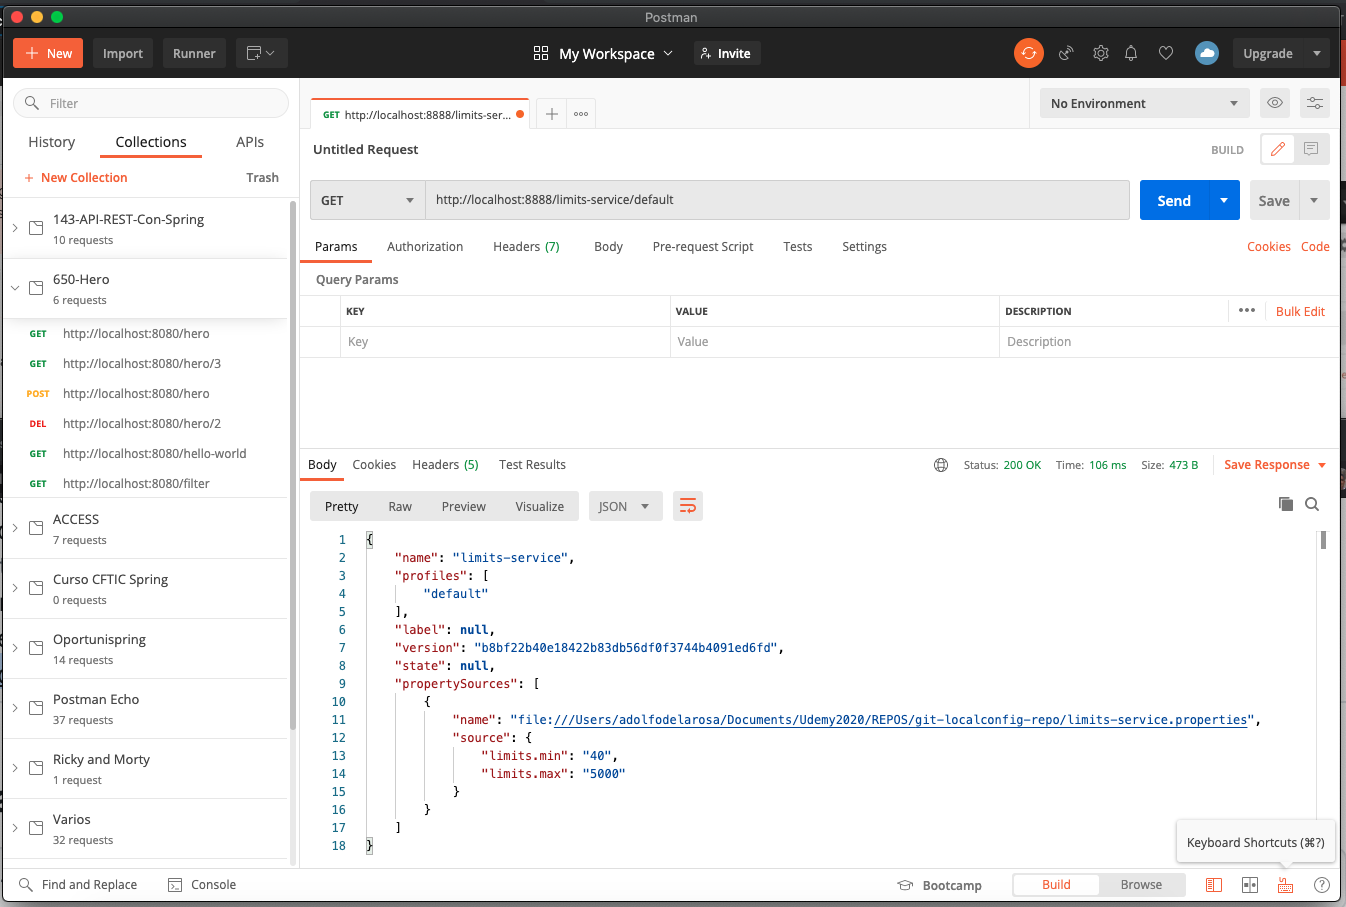 Postman
New
Import
Runner
My Workspace
Invite
Upgrade
Filter
History
Collections
APIs
New Collection
Trash
143-API-REST-Con-Spring
10 requests
650-Hero
6 requests
GET http://localhost:8080/hero
GET http://localhost:8080/hero/3
POST http://localhost:8080/hero
DEL http://localhost:8080/hero/2
GET http://localhost:8080/hello-world
GET http://localhost:8080/filter
ACCESS
7 requests
Curso CFTIC Spring
0 requests
Oportunispring
14 requests
Postman Echo
37 requests
Ricky and Morty
1 request
Varios
32 requests
GET http://localhost:8888/limits-ser...
No Environment
Untitled Request
BUILD
GET
http://localhost:8888/limits-service/default
Send
Save
Params
Authorization
Headers (7)
Body
Pre-request Script
Tests
Settings
Cookies
Code
Query Params
KEY
VALUE
DESCRIPTION
Bulk Edit
Key
Value
Description
Body
Cookies
Headers (5)
Test Results
Status: 200 OK
Time: 106 ms
Size: 473 B
Save Response
Pretty
Raw
Preview
Visualize
JSON
1 {
2 "name": "limits-service",
3 "profiles": [
4 "default"
5 ],
6 "label": null,
7 "version": "b8bf22b40e18422b83db56df0f3744b4091ed6fd",
8 "state": null,
9 "propertySources": [
10 {
11 "name": "file:///Users/adolfodelarosa/Documents/Udemy2020/REPOS/git-localconfig-repo/limits-service.properties",
12 "source": {
13 "limits.min": "40",
14 "limits.max": "5000"
15 }
16 }
17 ]
18 }
Keyboard Shortcuts (⌘?)
Find and Replace
Console
Bootcamp
Build
Browse